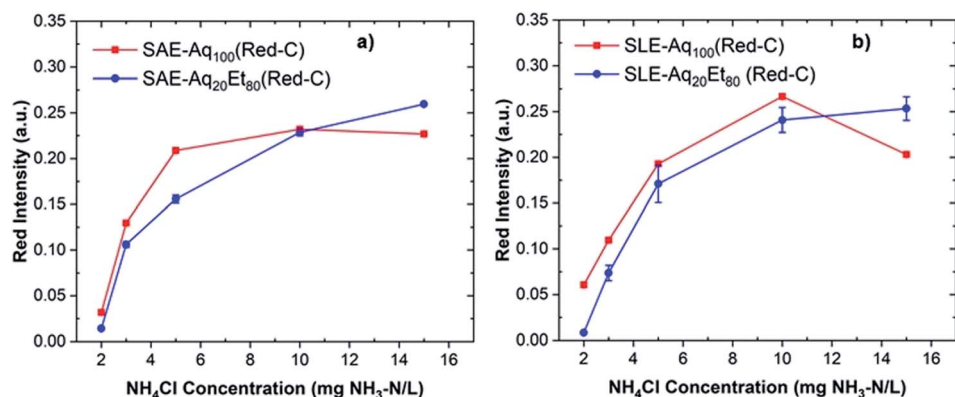 a)
SAE-Aq100(Red-C)
SAE-Aq20Et80(Red-C)
0.35
0.30
0.25
0.20
0.15
0.10
0.05
0.00
Red Intensity (a.u.)
2 4 6 8 10 12 14 16
NH4Cl Concentration (mg NH3-N/L)
b)
SLE-Aq100(Red-C)
SLE-Aq20Et80 (Red-C)
0.35
0.30
0.25
0.20
0.15
0.10
0.05
0.00
Red Intensity (a.u.)
2 4 6 8 10 12 14 16
NH4Cl Concentration (mg NH3-N/L)